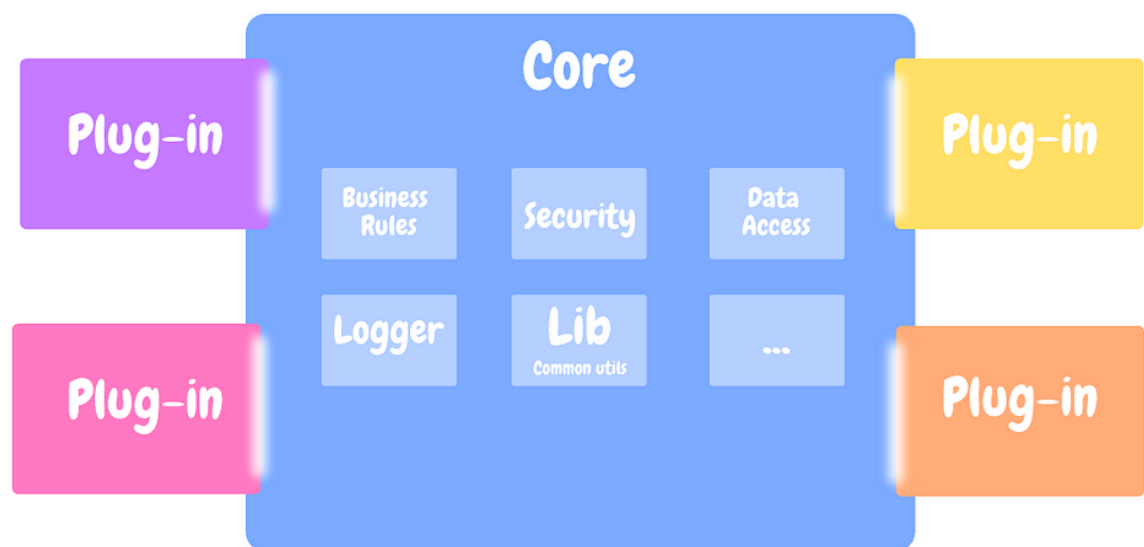 Core
Plug-in
Plug-in
Business
Rules
Security
Data
Access
Logger
Lib
Common utils
...
Plug-in
Plug-in